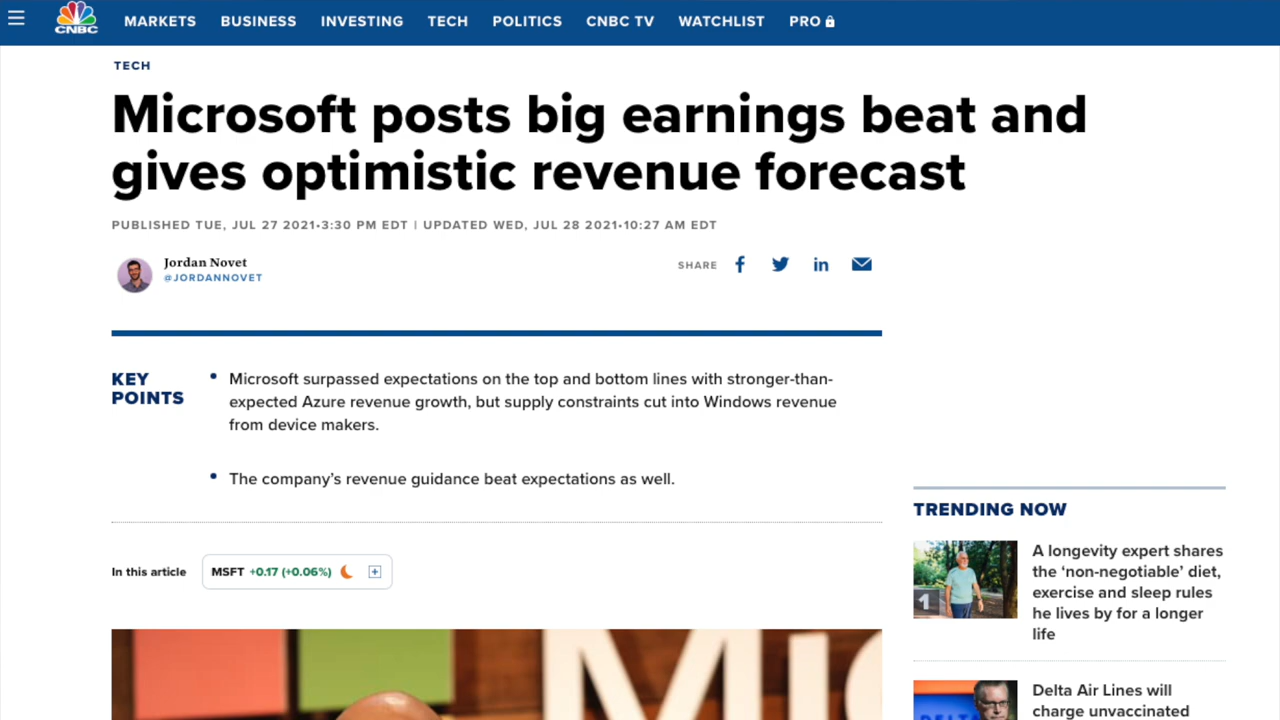 CNBC
MARKETS
BUSINESS
INVESTING
TECH
POLITICS
CNBC TV
WATCHLIST
PRO
TECH
Microsoft posts big earnings beat and
gives optimistic revenue forecast
PUBLISHED TUE, JUL 27 2021•3:30 PM EDT | UPDATED WED, JUL 28 2021•10:27 AM EDT
Jordan Novet
@JORDANNOVET
SHARE
KEY
POINTS
• Microsoft surpassed expectations on the top and bottom lines with stronger-than-
expected Azure revenue growth, but supply constraints cut into Windows revenue
from device makers.
• The company’s revenue guidance beat expectations as well.
In this article
MSFT +0.17 (+0.06%)
Mic
TRENDING NOW
1
A longevity expert shares
the ‘non-negotiable’ diet,
exercise and sleep rules
he lives by for a longer
life
DELTA
Delta Air Lines will
charge unvaccinated